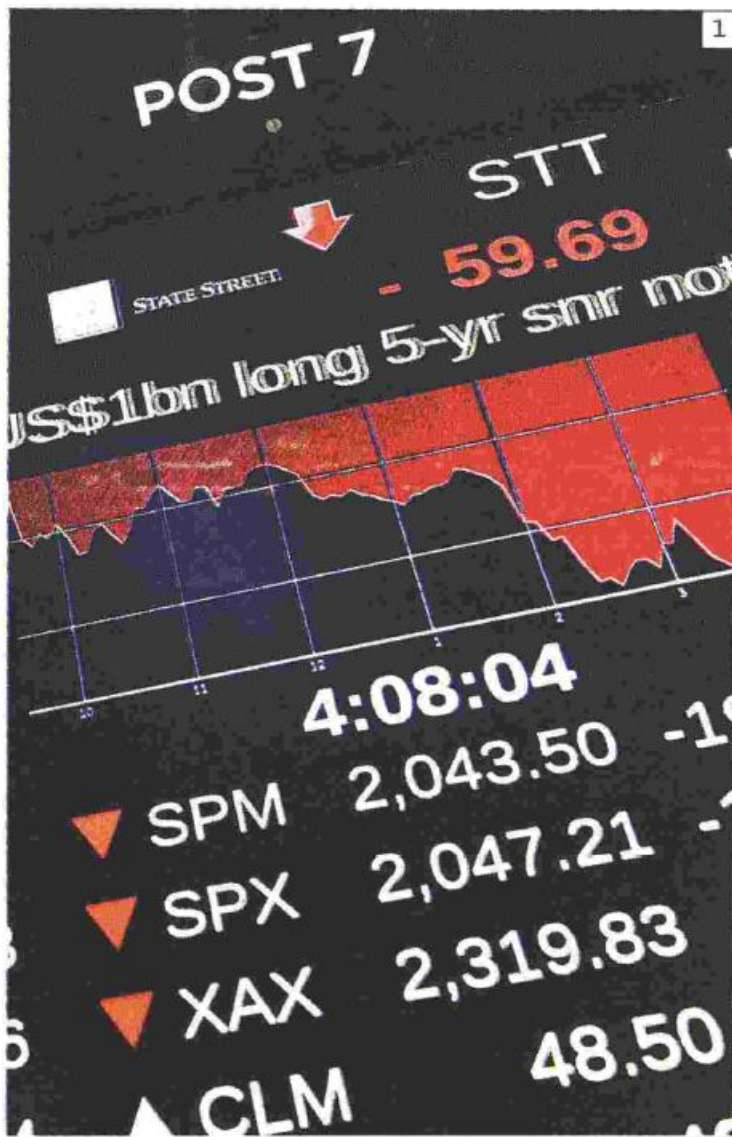 1
POST 7
STT
- 59.69
STATE STREET.
US$1bn long 5-yr snr not
10 11 12 1 2 3
4:08:04
SPM 2,043.50 -19
SPX 2,047.21 -1
XAX 2,319.83
CLM 48.50